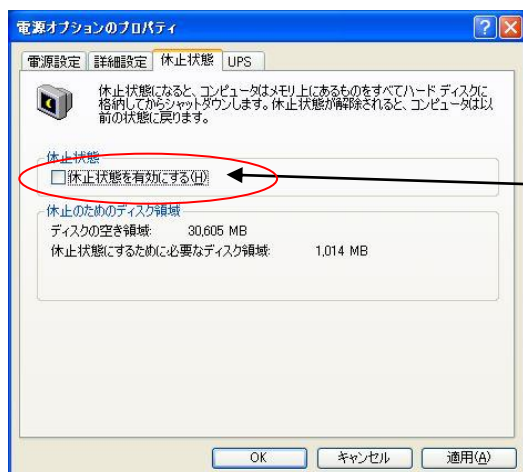 電源オプションのプロパティ
電源設定 詳細設定 休止状態 UPS
休止状態になると、コンピュータはメモリ上にあるものをすべてハード ディスクに
格納してからシャットダウンします。休止状態が解除されると、コンピュータは以
前の状態に戻ります。
休止状態
休止状態を有効にする(H)
休止のためのディスク領域
ディスクの空き領域: 30,605 MB
休止状態にするために必要なディスク領域: 1,014 MB
OK キャンセル 適用(A)